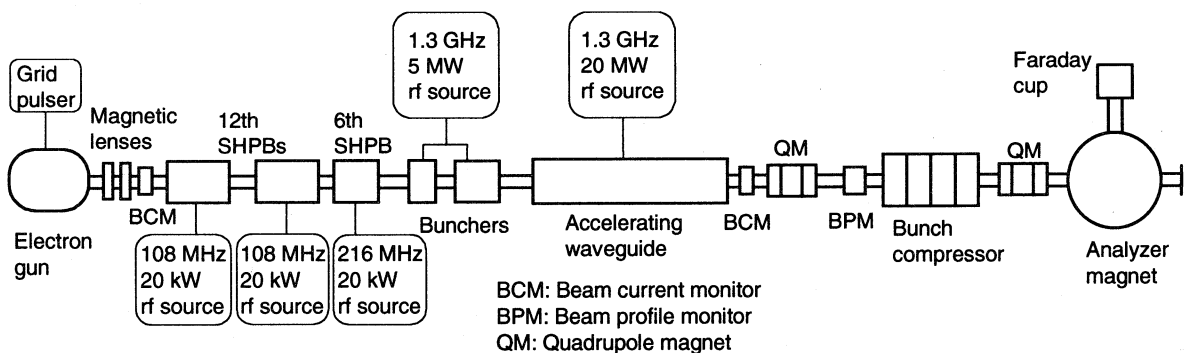 1.3 GHz
5 MW
rf source
1.3 GHz
20 MW
rf source
Grid
pulser
Magnetic
lenses
12th
SHPBs
6th
SHPB
Faraday
cup
QM
QM
BCM
Bunchers
Accelerating
waveguide
BCM
BPM
Bunch
compressor
Electron
gun
Analyzer
magnet
108 MHz
20 kW
rf source
108 MHz
20 kW
rf source
216 MHz
20 kW
rf source
BCM: Beam current monitor
BPM: Beam profile monitor
QM: Quadrupole magnet